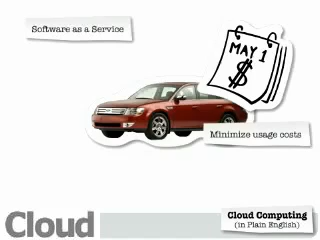 Software as a Service
MAY 1
$
Minimize usage costs
Cloud
Cloud Computing
(in Plain English)